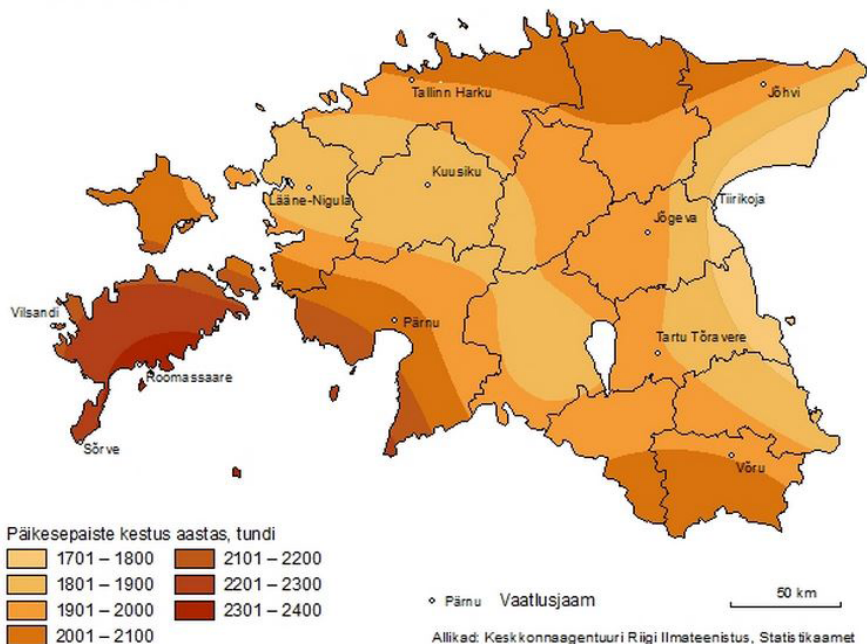 Tallinn Harku
Jõhvi
Kuusiku
Lääne-Nigula
Tiirikoja
Jõgeva
Vilsandi
Pärnu
Tartu Tõravere
Roomassaare
Sõrve
Võru
Päikesepaiste kestus aastas, tundi
1701 – 1800
1801 – 1900
1901 – 2000
2001 – 2100
2101 – 2200
2201 – 2300
2301 – 2400
Pärnu Vaatlusjaam
50 km
Allikad: Keskkonnaagentuuri Riigi Ilmateenistus, Statistikaamet